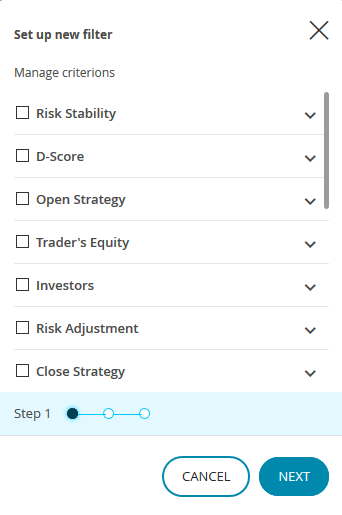 Set up new filter
Manage criterions
Risk Stability
D-Score
Open Strategy
Trader's Equity
Investors
Risk Adjustment
Close Strategy
Step 1
CANCEL NEXT